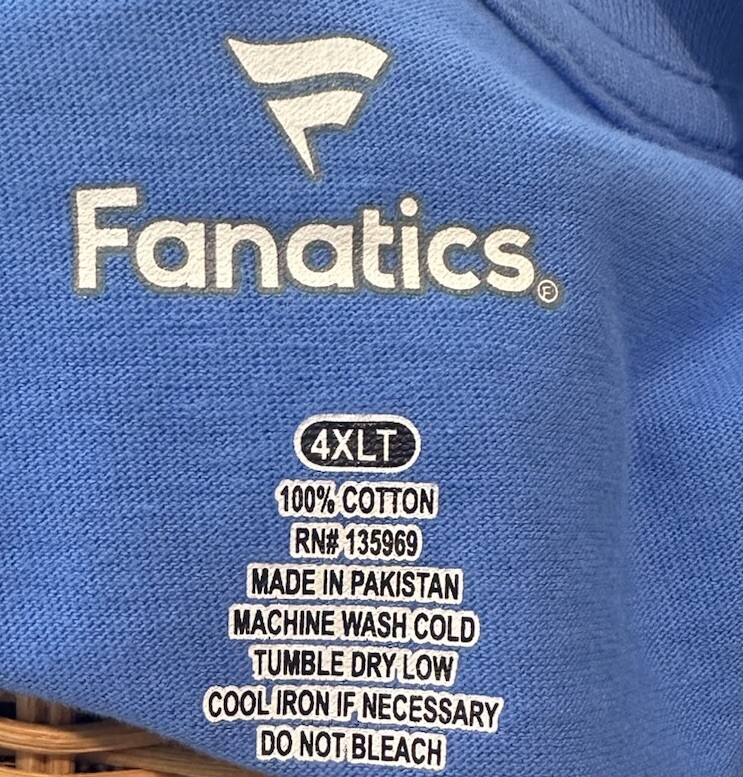 Fanatics.
4XLT
100% COTTON
RN# 135969
MADE IN PAKISTAN
MACHINE WASH COLD
TUMBLE DRY LOW
COOL IRON IF NECESSARY
DO NOT BLEACH